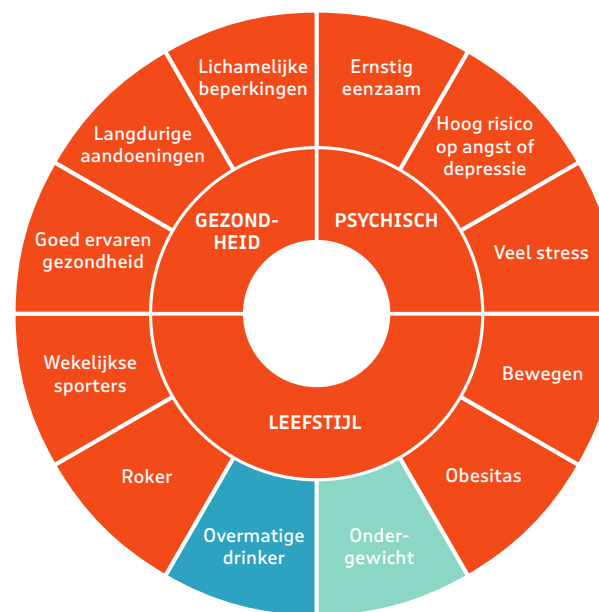 Lichamelijke
beperkingen
Ernstig
eenzaam
Hoog risico
op angst of
depressie
Veel stress
Bewegen
Obesitas
Onder-
gewicht
Overmatige
drinker
Roker
Wekelijkse
sporters
Goed ervaren
gezondheid
Langdurige
aandoeningen
GEZOND-
HEID
PSYCHISCH
LEEFSTIJL